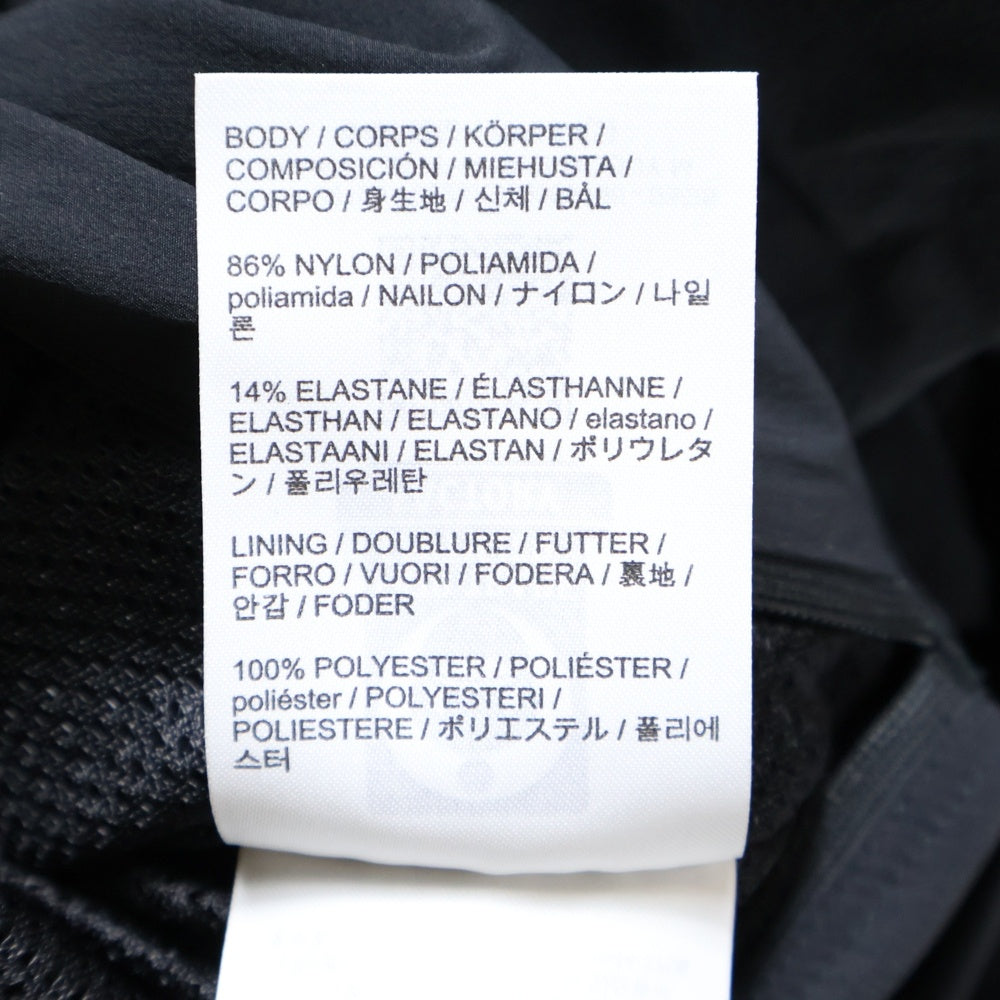 BODY / CORPS / KÖRPER /
COMPOSICIÓN / MIEHUSTA /
CORPO / 身生地 / 신체 / BÅL
86% NYLON / POLIAMIDA /
poliamida / NAILON / ナイロン / 나일
론
14% ELASTANE / ÉLASTHANNE /
ELASTHAN / ELASTANO / elastano /
ELASTAANI / ELASTAN / ポリウレタ
ン / 폴리우레탄
LINING / DOUBLURE / FUTTER /
FORRO / VUORI / FODERA / 裏地 /
안감 / FODER
100% POLYESTER / POLIÉSTER /
poliéster / POLYESTERI /
POLIESTERE / ポリエステル / 폴리에
스터